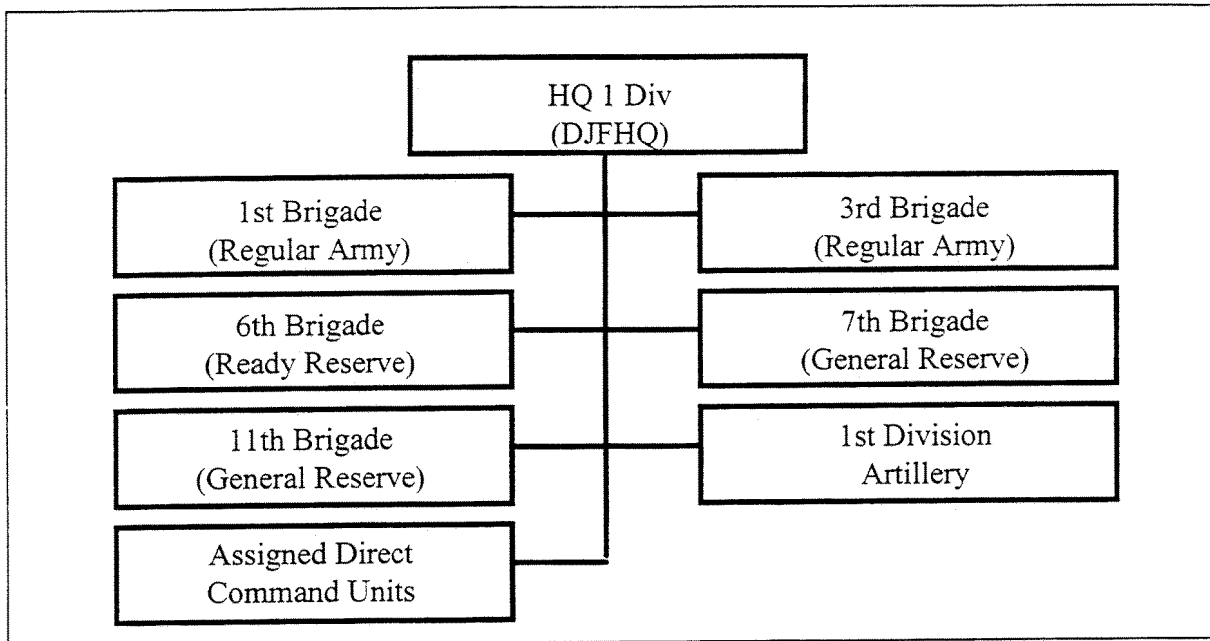 HQ 1 Div
(DJFHQ)
1st Brigade
(Regular Army)
3rd Brigade
(Regular Army)
6th Brigade
(Ready Reserve)
7th Brigade
(General Reserve)
11th Brigade
(General Reserve)
1st Division
Artillery
Assigned Direct
Command Units